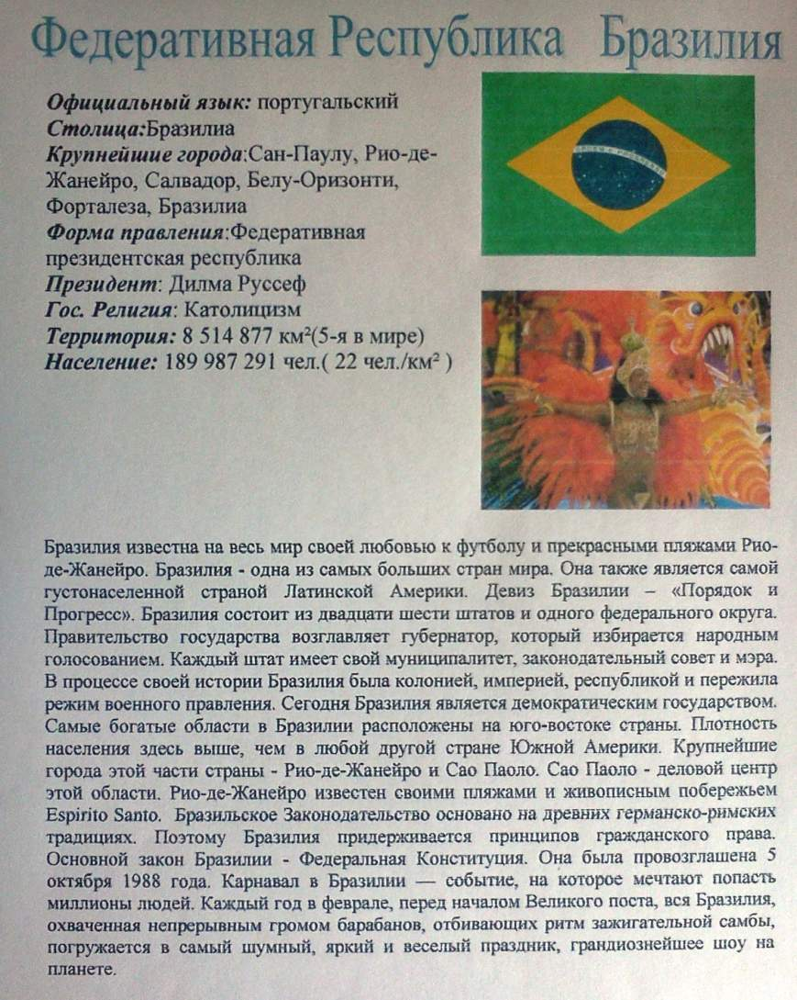 Федеративная Республика Бразилия
Официальный язык: португальский
Столица:Бразилиа
Крупнейшие города:Сан-Паулу, Рио-де-
Жанейро, Салвадор, Белу-Оризонти,
Форталеза, Бразилиа
Форма правления:Федеративная
президентская республика
Президент: Дилма Руссеф
Гос. Религия: Католицизм
Территория: 8 514 877 км²(5-я в мире)
Население: 189 987 291 чел.( 22 чел./км² )
Бразилия известна на весь мир своей любовью к футболу и прекрасными пляжами Рио-
де-Жанейро. Бразилия - одна из самых больших стран мира. Она также является самой
густонаселенной страной Латинской Америки. Девиз Бразилии – «Порядок и
Прогресс». Бразилия состоит из двадцати шести штатов и одного федерального округа.
Правительство государства возглавляет губернатор, который избирается народным
голосованием. Каждый штат имеет свой муниципалитет, законодательный совет и мэра.
В процессе своей истории Бразилия была колонией, империей, республикой и пережила
режим военного правления. Сегодня Бразилия является демократическим государством.
Самые богатые области в Бразилии расположены на юго-востоке страны. Плотность
населения здесь выше, чем в любой другой стране Южной Америки. Крупнейшие
города этой части страны - Рио-де-Жанейро и Сао Паоло. Сао Паоло - деловой центр
этой области. Рио-де-Жанейро известен своими пляжами и живописным побережьем
Espirito Santo. Бразильское Законодательство основано на древних германско-римских
традициях. Поэтому Бразилия придерживается принципов гражданского права.
Основной закон Бразилии - Федеральная Конституция. Она была провозглашена 5
октября 1988 года. Карнавал в Бразилии — событие, на которое мечтают попасть
миллионы людей. Каждый год в феврале, перед началом Великого поста, вся Бразилия,
охваченная непрерывным громом барабанов, отбивающих ритм зажигательной самбы,
погружается в самый шумный, яркий и веселый праздник, грандиознейшее шоу на
планете.